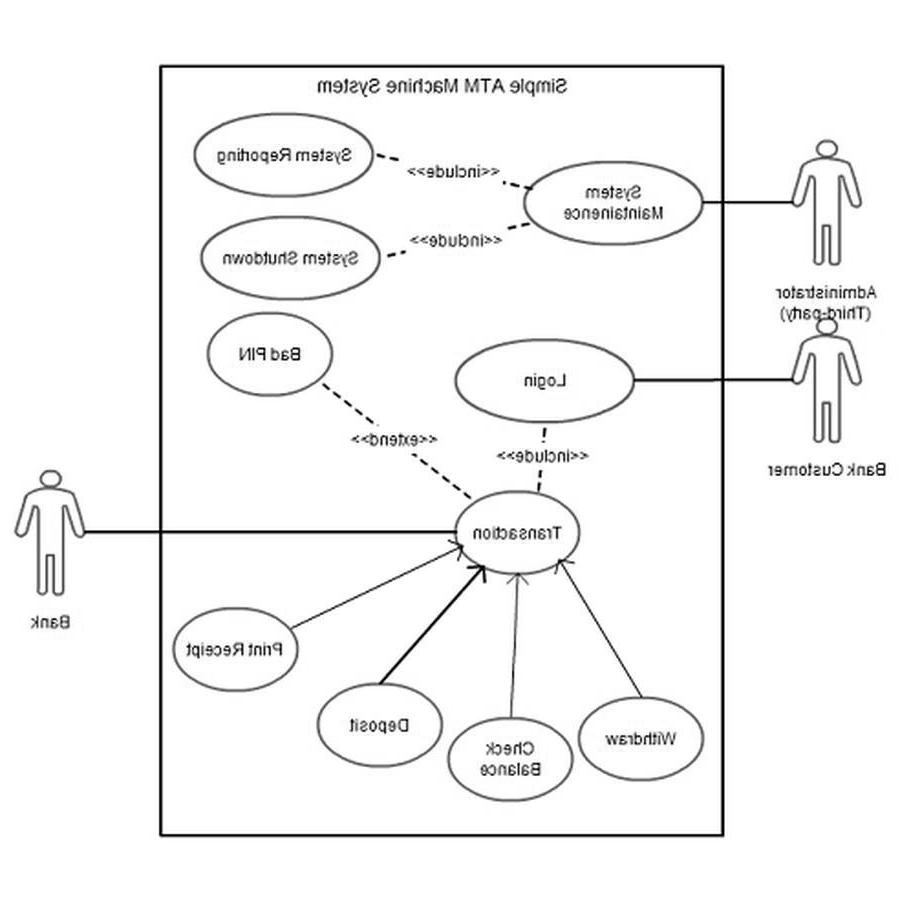 Simple ATM Machine System
System Reporting
<<include>>
System
Maintainence
<<include>>
System Shutdown
Administrator
(Third-party)
Bad PIN
Login
<<extend>>
<<include>>
Bank Customer
Transaction
Bank
Print Receipt
Deposit
Check
Balance
Withdraw